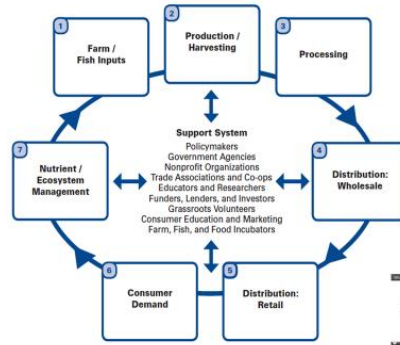 1
Farm /
Fish Inputs
2
Production /
Harvesting
3
Processing
4
Distribution:
Wholesale
5
Distribution:
Retail
6
Consumer
Demand
7
Nutrient /
Ecosystem
Management
Support System
Policymakers
Government Agencies
Nonprofit Organizations
Trade Associations and Co-ops
Educators and Researchers
Funders, Lenders, and Investors
Grassroots Volunteers
Consumer Education and Marketing
Farm, Fish, and Food Incubators